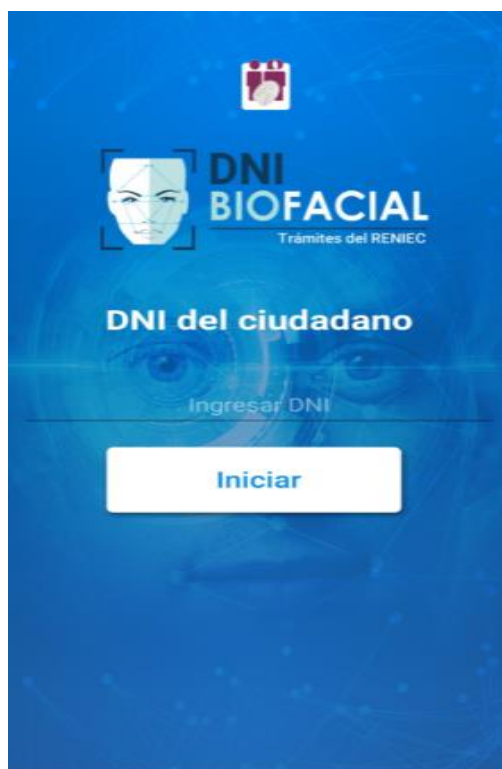 DNI
BIOFACIAL
Trámites del RENIEC
DNI del ciudadano
Ingresar DNI
Iniciar